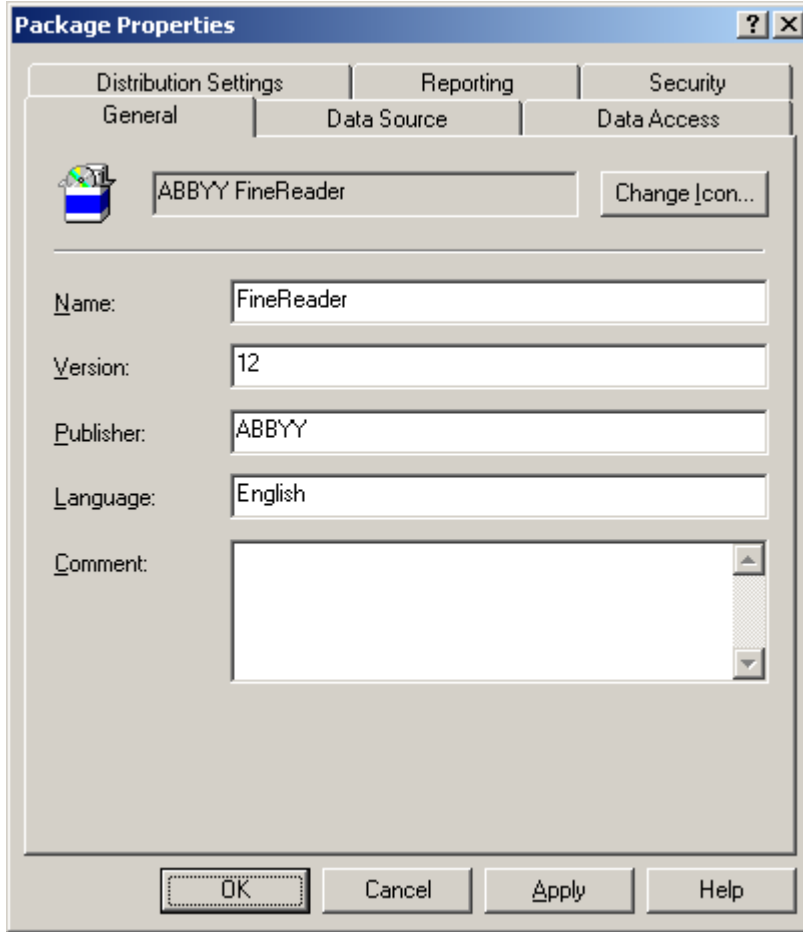 Package Properties
Distribution Settings Reporting Security
General Data Source Data Access
ABBYY FineReader Change Icon...
Name: FineReader
Version: 12
Publisher: ABBYY
Language: English
Comment:
OK Cancel Apply Help